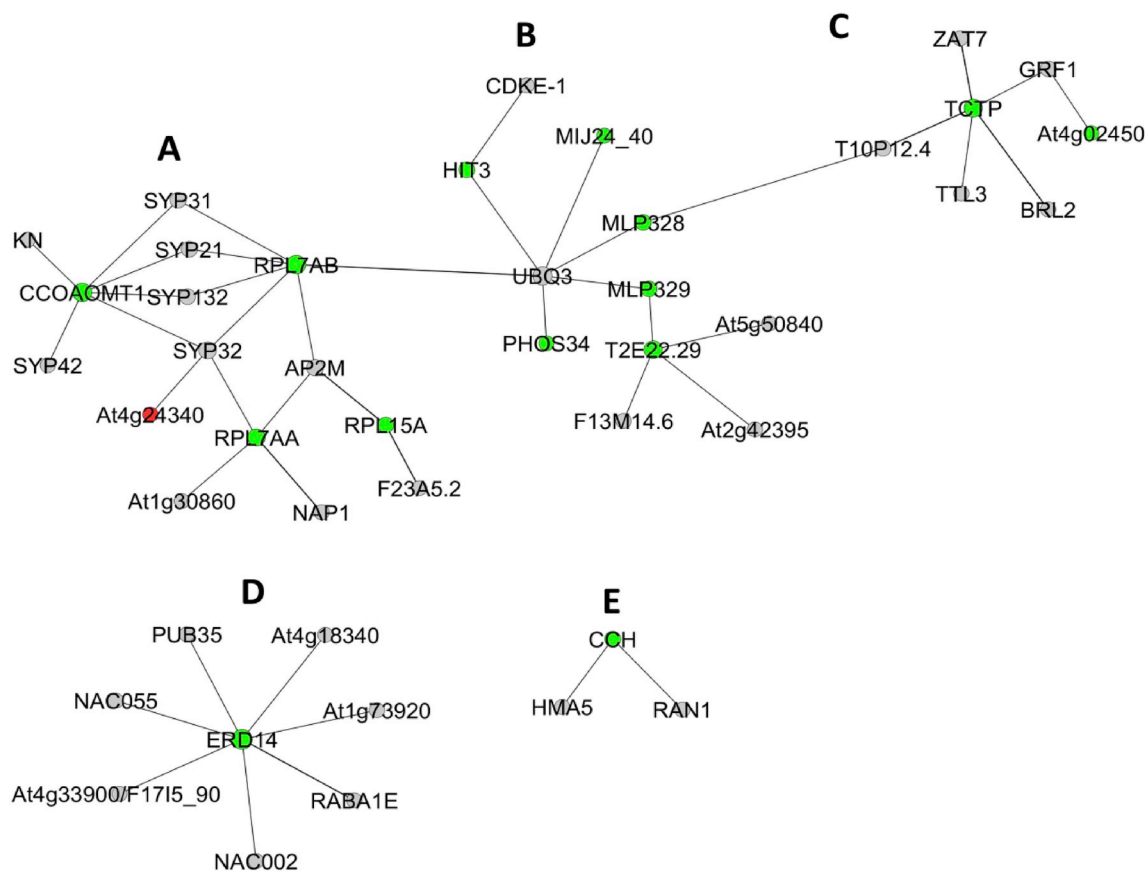 C
B
ZAT7
GRF1
CDKE-1
TCTP
A
MIJ24_40
At4g02450
T10P12.4
HIT3
SYP31
TTL3
BRL2
MLP328
KN
SYP21
RPL7AB
UBQ3
CCOAOMT1
SYP132
MLP329
At5g50840
PHOS34
T2E22.29
SYP42
SYP32
AP2M
At4g24340
RPL15A
F13M14.6
At2g42395
RPL7AA
At1g30860
F23A5.2
NAP1
D
E
PUB35
At4g18340
CCH
NAC055
At1g73920
HMA5
RAN1
ERD14
At4g33900/F17I5_90
RABA1E
NAC002